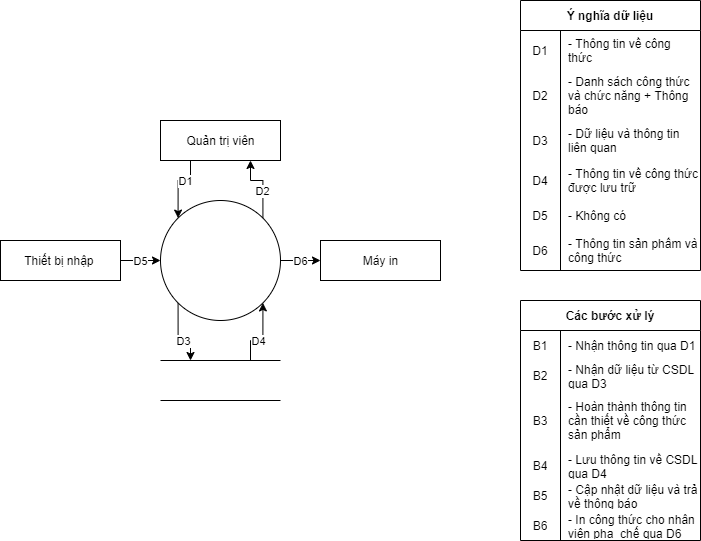 Quản trị viên
D1
D2
Thiết bị nhập
D5
D6
Máy in
D3
D4
Ý nghĩa dữ liệu
D1
- Thông tin về công
thức
D2
- Danh sách công thức
và chức năng + Thông
báo
D3
- Dữ liệu và thông tin
liên quan
D4
- Thông tin về công thức
được lưu trữ
D5
- Không có
D6
- Thông tin sản phẩm và
công thức
Các bước xử lý
B1
- Nhận thông tin qua D1
B2
- Nhận dữ liệu từ CSDL
qua D3
B3
- Hoàn thành thông tin
cần thiết về công thức
sản phẩm
B4
- Lưu thông tin về CSDL
qua D4
B5
- Cập nhật dữ liệu và trả
về thông báo
B6
- In công thức cho nhân
viên pha chế qua D6